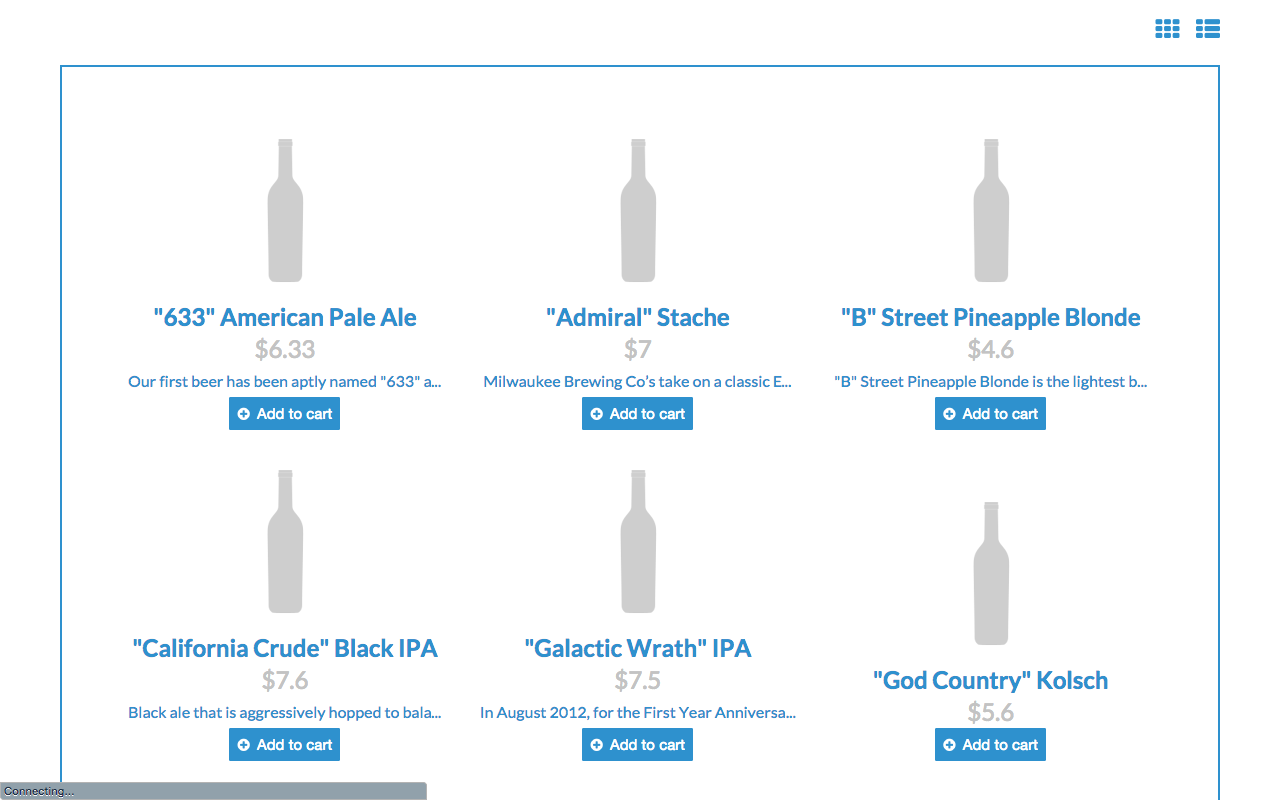 "633" American Pale Ale
$6.33
Our first beer has been aptly named "633" a...
Add to cart
"Admiral" Stache
$7
Milwaukee Brewing Co’s take on a classic E...
Add to cart
"B" Street Pineapple Blonde
$4.6
"B" Street Pineapple Blonde is the lightest b...
Add to cart
"California Crude" Black IPA
$7.6
Black ale that is aggressively hopped to bala...
Add to cart
"Galactic Wrath" IPA
$7.5
In August 2012, for the First Year Anniversa...
Add to cart
"God Country" Kolsch
$5.6
Add to cart
Connecting...